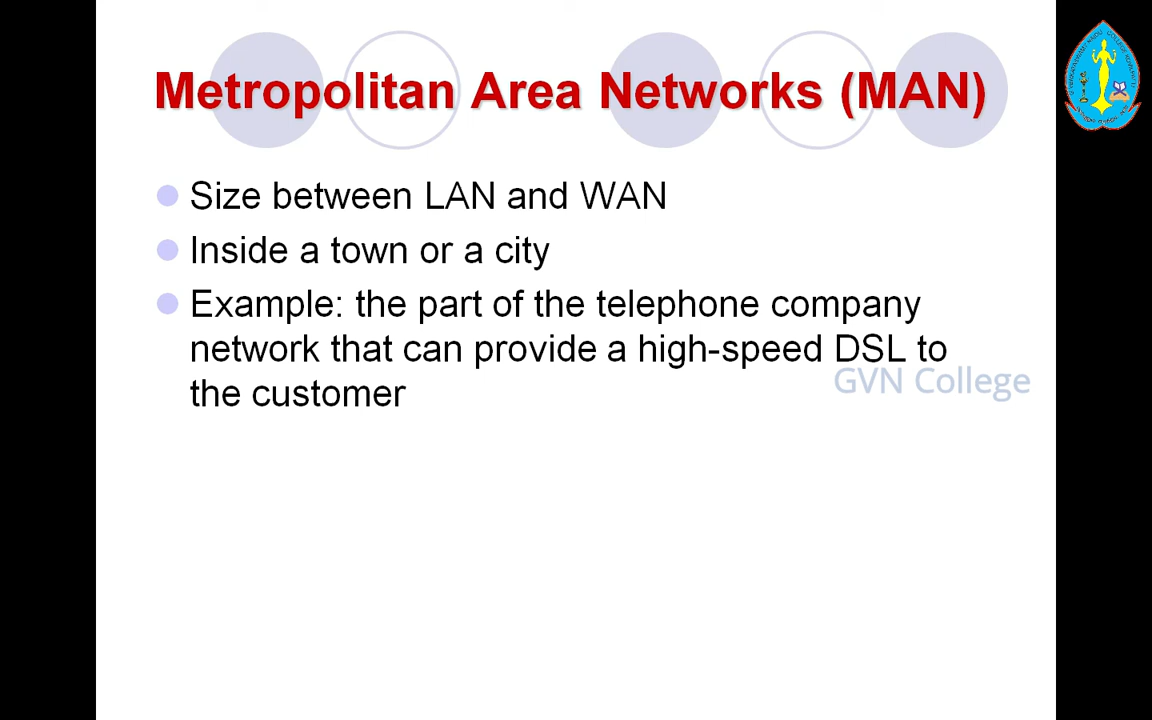 Metropolitan Area Networks (MAN)
Size between LAN and WAN
Inside a town or a city
Example: the part of the telephone company
network that can provide a high-speed DSL to
the customer
GVN College